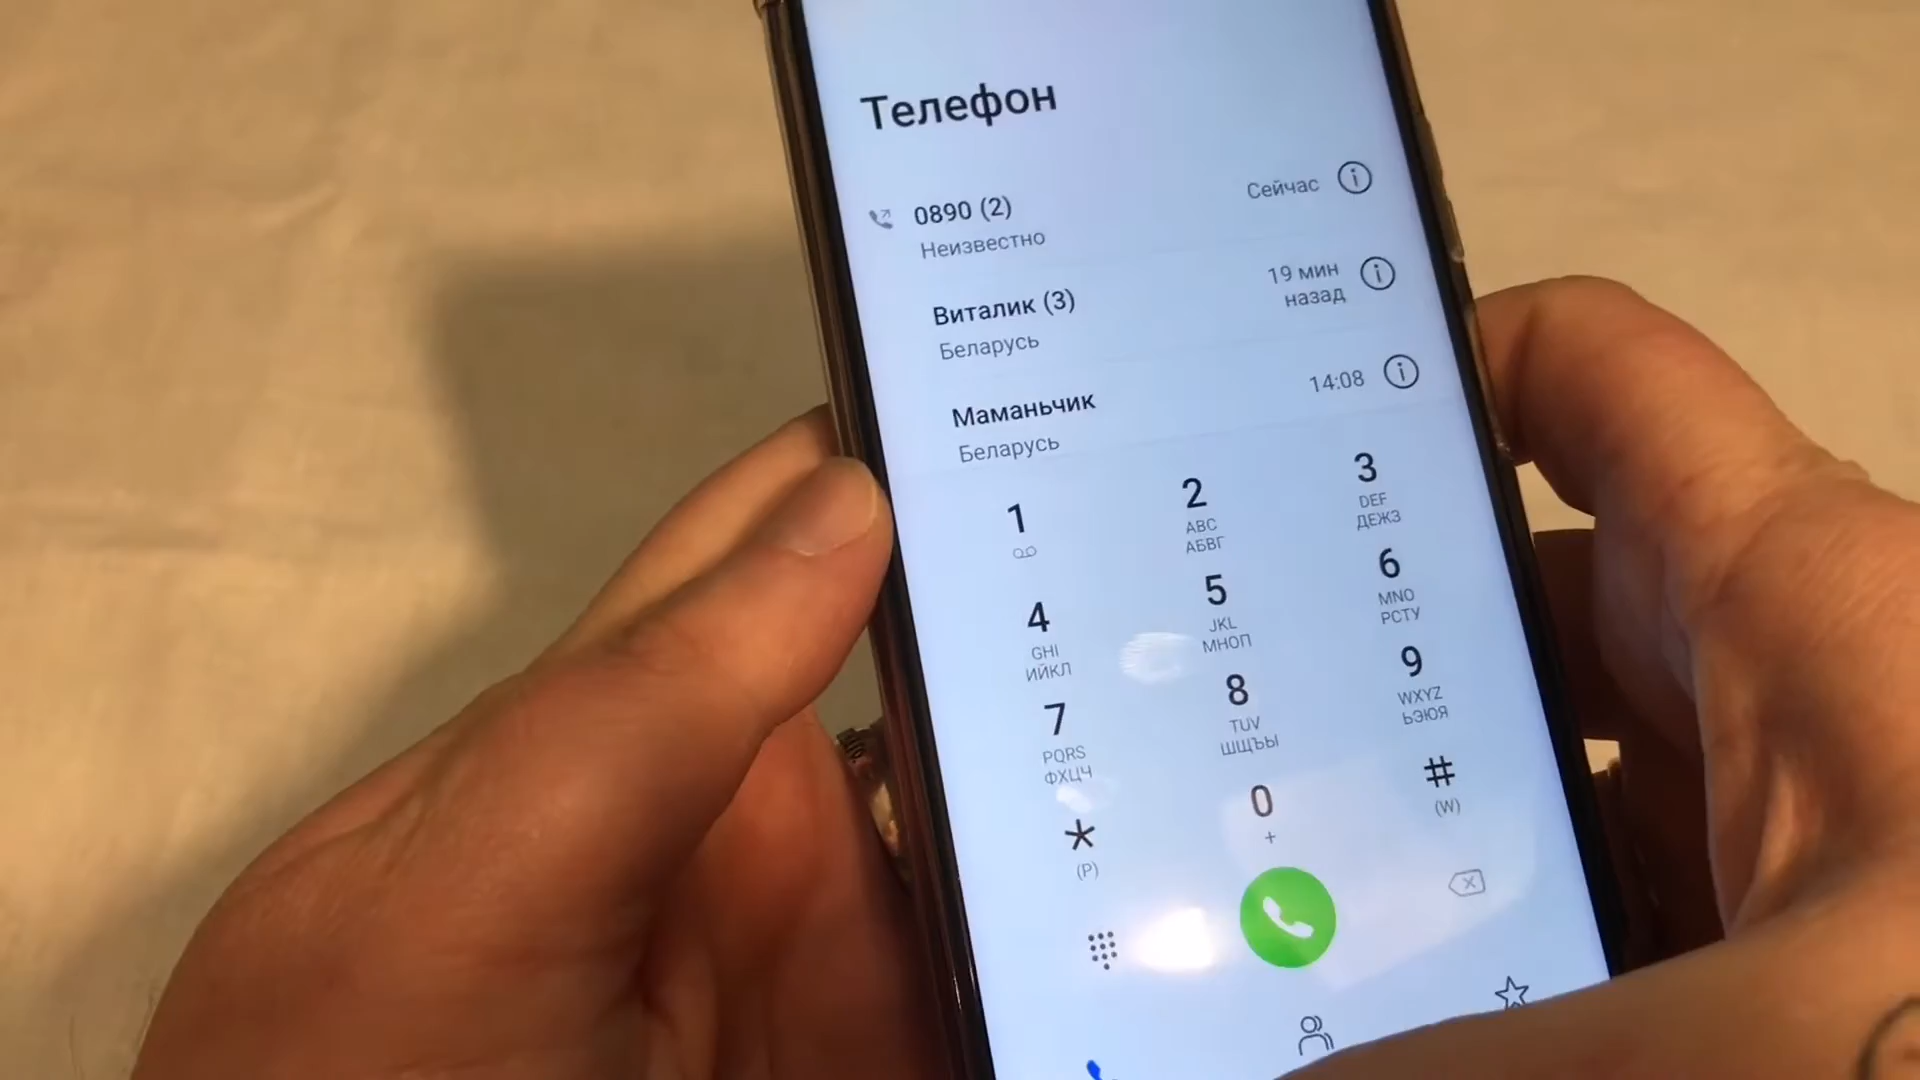 Телефон
0890 (2)
Сейчас
Неизвестно
Виталик (3)
19 мин
назад
Беларусь
Маманьчик
14:08
Беларусь
1
2
ABC
АБВГ
3
DEF
ДЕЖЗ
4
GHI
ИЙКЛ
5
JKL
МНОП
6
MNO
РСТУ
7
PQRS
ФХЦЧ
8
TUV
ШЩЪЫ
9
WXYZ
ЬЭЮЯ
*
(P)
0
+
#
(W)